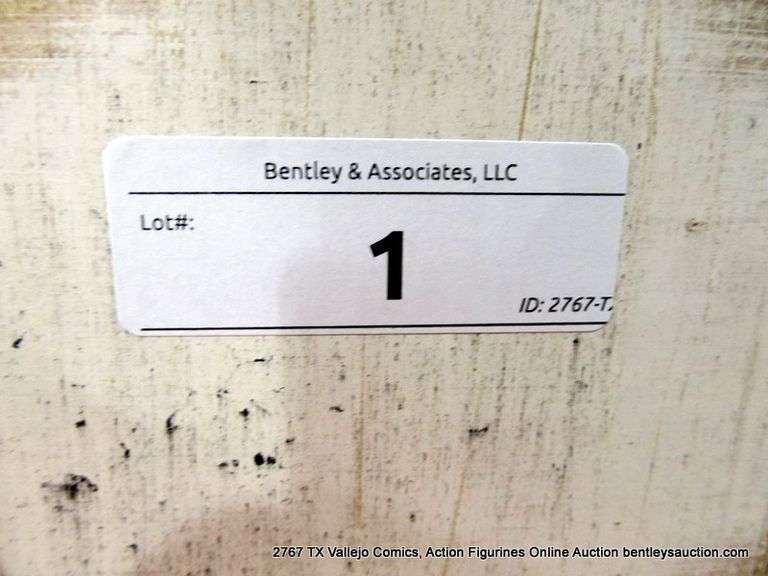 Bentley & Associates, LLC
Lot#:
1
ID: 2767-T
2767 TX Vallejo Comics, Action Figurines Online Auction bentleysauction.com